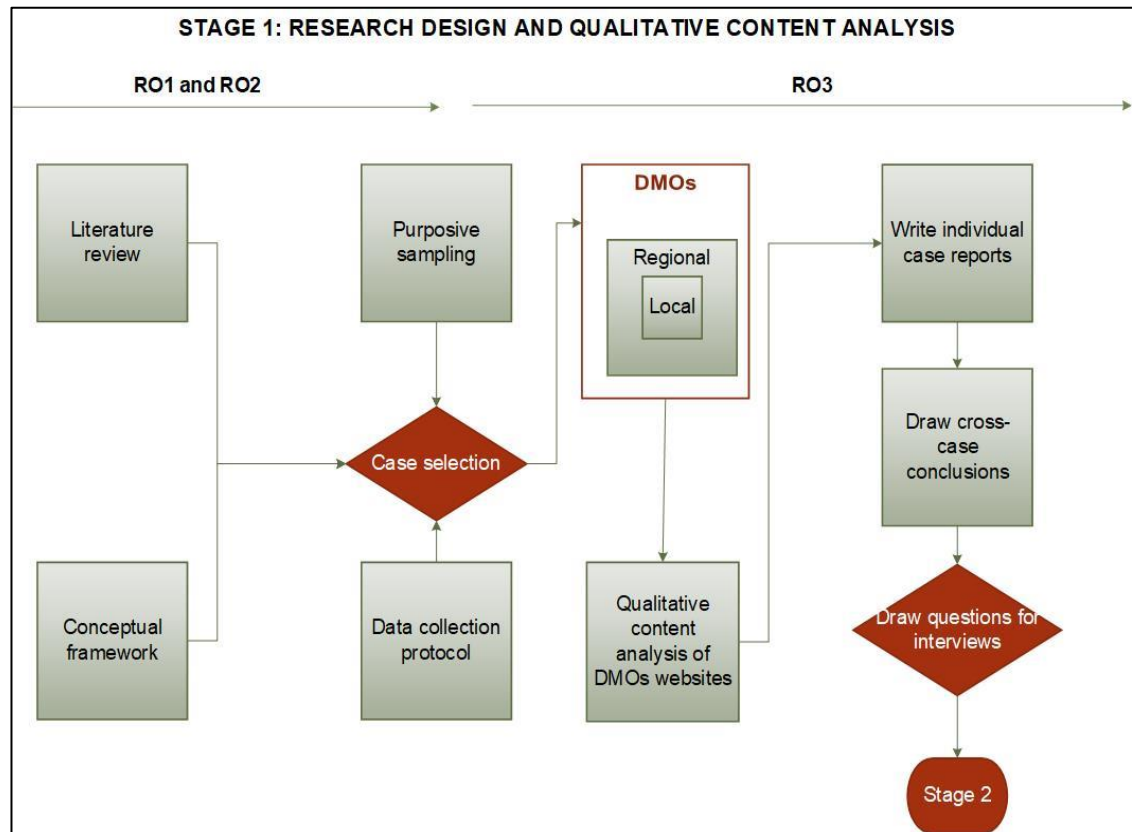 STAGE 1: RESEARCH DESIGN AND QUALITATIVE CONTENT ANALYSIS
RO1 and RO2
RO3
Literature
review
Purposive
sampling
DMOs
Regional
Local
Write individual
case reports
Case selection
Draw cross-
case
conclusions
Conceptual
framework
Data collection
protocol
Qualitative
content
analysis of
DMOs websites
Draw questions for
interviews
Stage 2